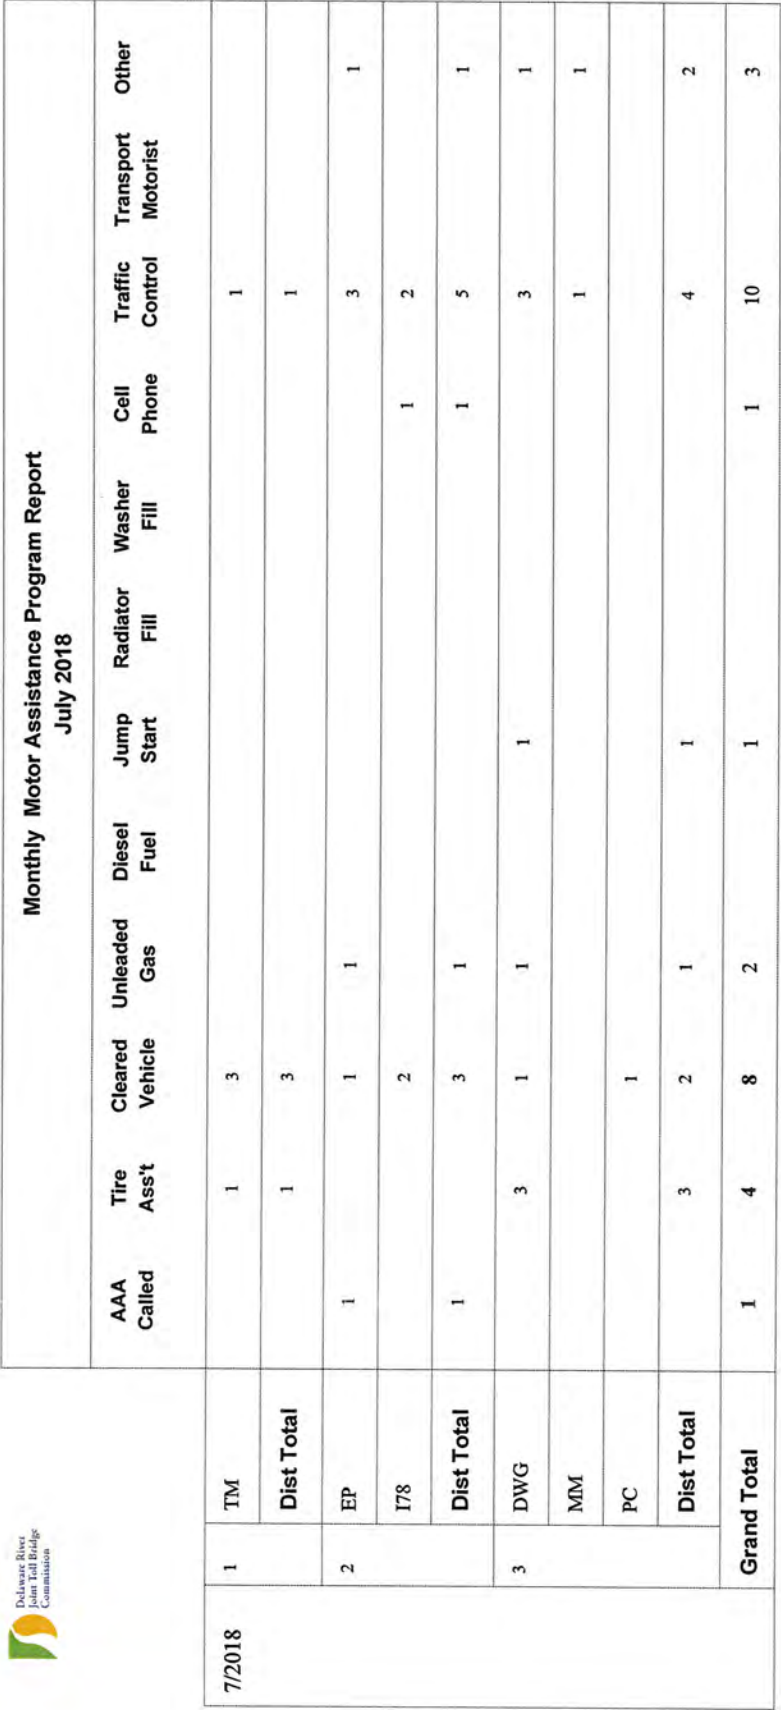 Delaware River
Joint Toll Bridge
Commission
Monthly Motor Assistance Program Report
July 2018
AAA Called Tire Ass't Cleared Vehicle Unleaded Gas Diesel Fuel Jump Start Radiator Fill Washer Fill Cell Phone Traffic Control Transport Motorist Other
7/2018 1 TM 1 3 1
Dist Total 1 3 1
2 EP 1 1 1 3 1
I78 2 1 2
Dist Total 1 3 1 1 5 1
3 DWG 3 1 1 1 3 1
MM 1 1
PC 1
Dist Total 3 2 1 1 4 2
Grand Total 1 4 8 2 1 1 10 3